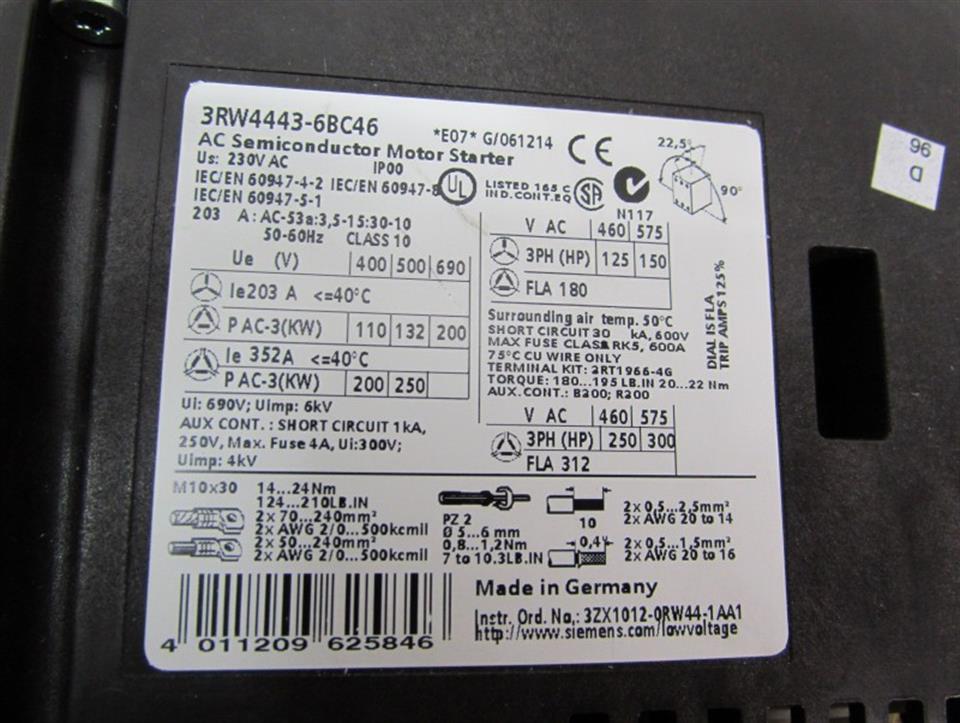 3RW4443-6BC46
*E07* G/061214
AC Semiconductor Motor Starter
Us: 230V AC IP00
IEC/EN 60947-4-2 IEC/EN 60947-8
IEC/EN 60947-5-1
203 A: AC-53a:3,5-15:30-10
50-60Hz CLASS 10
Ue (V) 400 500 690
Ie203 A <=40°C
P AC-3(KW) 110 132 200
Ie 352A <=40°C
P AC-3(KW) 200 250
Ui: 690V; Uimp: 6kV
AUX CONT.: SHORT CIRCUIT 1kA,
250V, Max. Fuse 4A, Ui:300V;
Uimp: 4kV
CE
UL
LISTED 165 C
IND.CONT.EQ
SA
N117
22,5°
90°
V AC 460 575
3PH (HP) 125 150
FLA 180
Surrounding air temp. 50°C
SHORT CIRCUIT 30 kA, 600V
MAX FUSE CLASS RK5, 600A
75°C CU WIRE ONLY
TERMINAL KIT: 3RT1966-4G
TORQUE: 180...195 LB.IN 20...22 Nm
AUX.CONT.: B300; R300
V AC 460 575
3PH (HP) 250 300
FLA 312
DIAL IS FLA
TRIP AMPS 125%
M10x30 14...24Nm
124...210LB.IN
2x 70...240mm²
2x AWG 2/0...500kcmil
2x 50...240mm²
2x AWG 2/0...500kcmil
PZ 2
Ø 5...6 mm
0,8...1,2Nm
7 to 10.3LB.IN
10
2x 0,5...2,5mm²
2x AWG 20 to 14
0,4"
2x 0,5...1,5mm²
2x AWG 20 to 16
Made in Germany
Instr. Ord. No,: 3ZX1012-0RW44-1AA1
http://www.siemens.com/lowvoltage
4 011209 625846
96
D